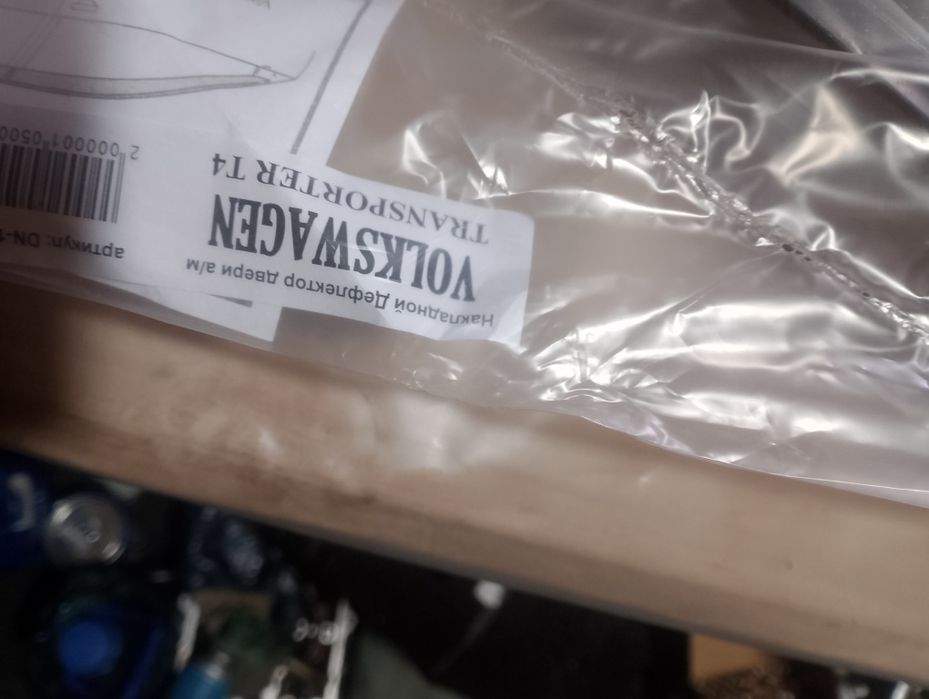 Накладной Дефлектор двери а/м
VOLKSWAGEN
TRANSPORTER T4
артикул: DN-
2 000001 0500